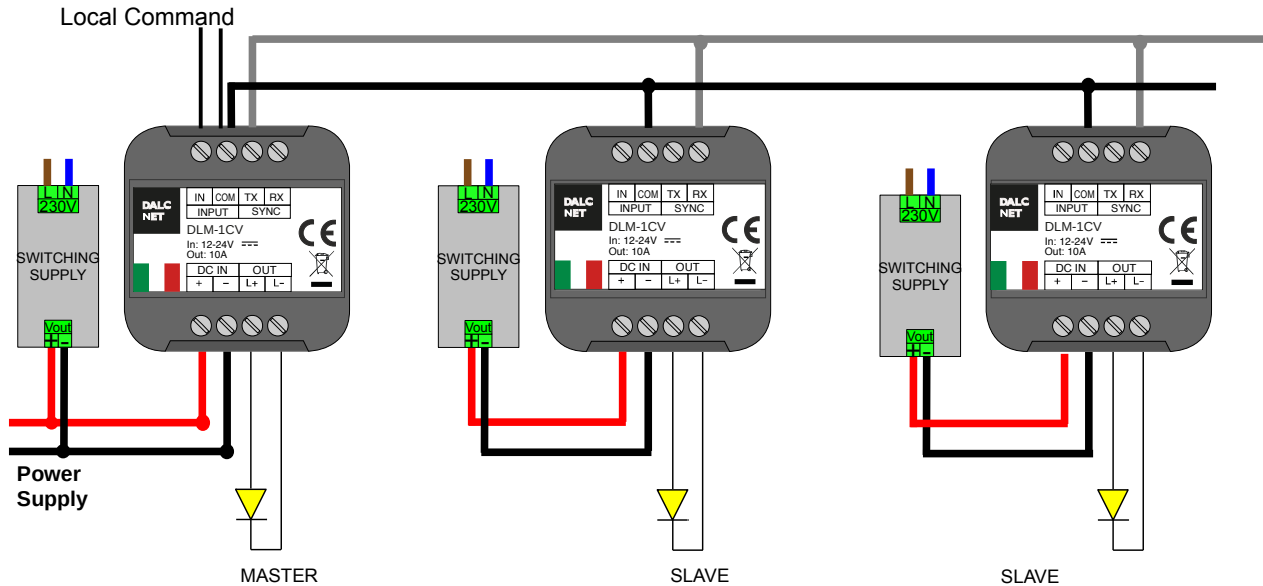 Local Command
L N
230V
SWITCHING
SUPPLY
Vout
+ -
Power
Supply
DALC
NET
IN COM TX RX
INPUT SYNC
DLM-1CV
In: 12-24V
Out: 10A
CE
DC IN OUT
+ - L+ L-
MASTER
L N
230V
SWITCHING
SUPPLY
Vout
+ -
DALC
NET
IN COM TX RX
INPUT SYNC
DLM-1CV
In: 12-24V
Out: 10A
CE
DC IN OUT
+ - L+ L-
SLAVE
L N
230V
SWITCHING
SUPPLY
Vout
+ -
DALC
NET
IN COM TX RX
INPUT SYNC
DLM-1CV
In: 12-24V
Out: 10A
CE
DC IN OUT
+ - L+ L-
SLAVE